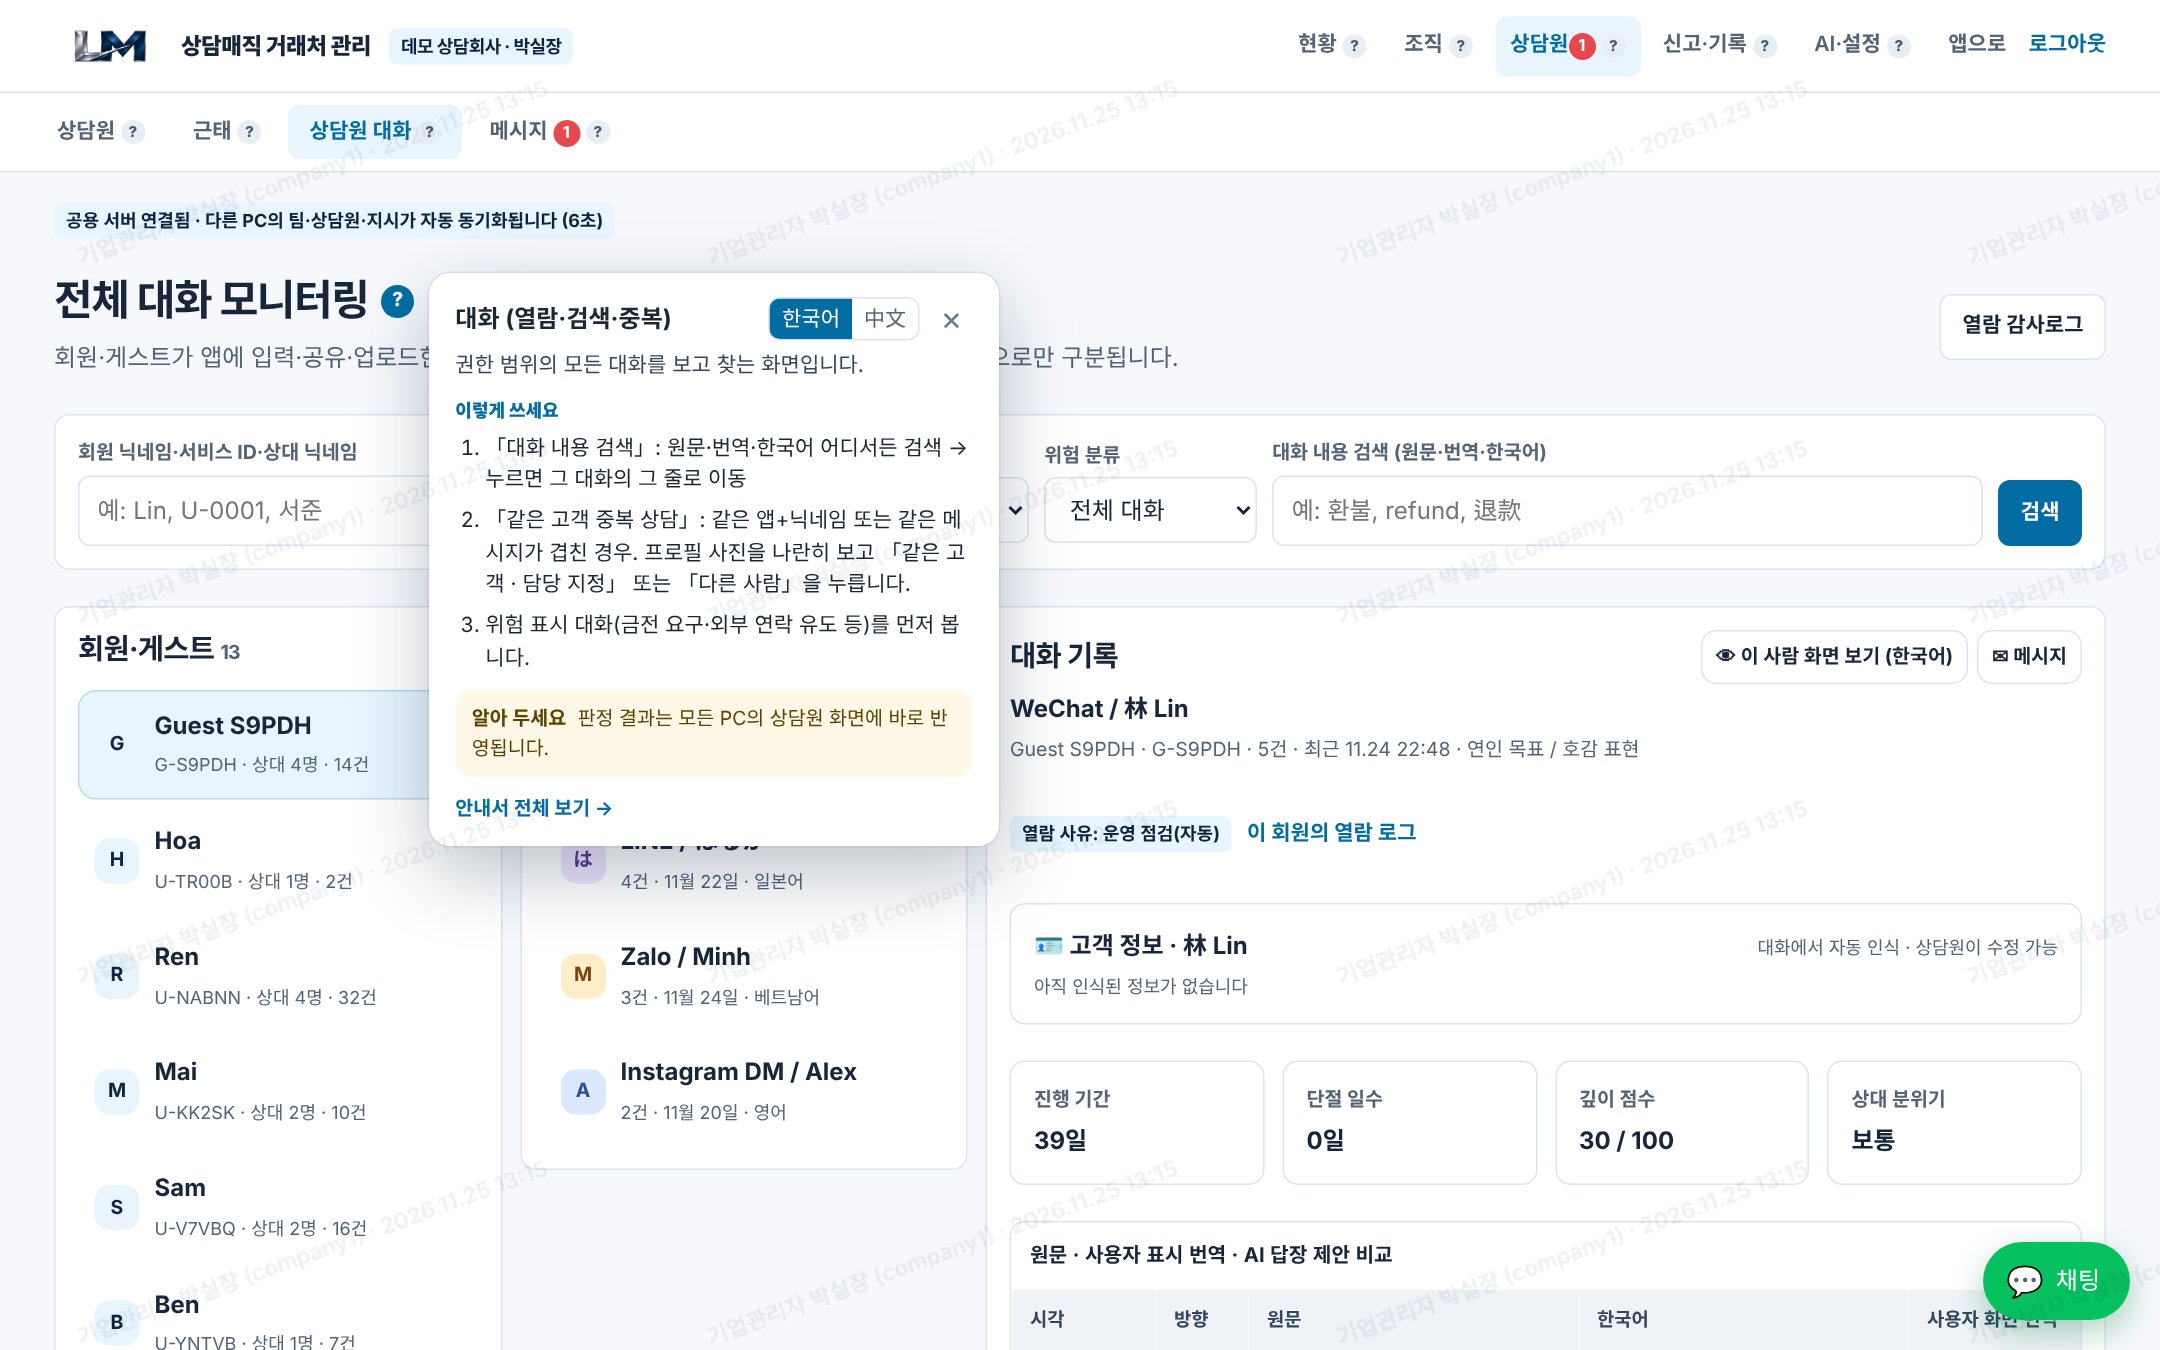 LM 상담매직 거래처 관리 데모 상담회사 · 박실장 현황 ? 조직 ? 상담원 1 ? 신고·기록 ? AI·설정 ? 앱으로 로그아웃
상담원 ? 근태 ? 상담원 대화 ? 메시지 1 ?
공용 서버 연결됨 · 다른 PC의 팀·상담원·지시가 자동 동기화됩니다 (6초)
전체 대화 모니터링 ?
회원·게스트가 앱에 입력·공유·업로드한
으로만 구분됩니다.
열람 감사로그
대화 (열람·검색·중복) 한국어 中文 ×
권한 범위의 모든 대화를 보고 찾는 화면입니다.
이렇게 쓰세요
1. 「대화 내용 검색」: 원문·번역·한국어 어디서든 검색 →
누르면 그 대화의 그 줄로 이동
2. 「같은 고객 중복 상담」: 같은 앱+닉네임 또는 같은 메
시지가 겹친 경우. 프로필 사진을 나란히 보고 「같은 고
객 · 담당 지정」 또는 「다른 사람」을 누릅니다.
3. 위험 표시 대화(금전 요구·외부 연락 유도 등)를 먼저 봅
니다.
알아 두세요 판정 결과는 모든 PC의 상담원 화면에 바로 반
영됩니다.
안내서 전체 보기 →
회원 닉네임·서비스 ID·상대 닉네임
예: Lin, U-0001, 서준
위험 분류
전체 대화
대화 내용 검색 (원문·번역·한국어)
예: 환불, refund, 退款
검색
회원·게스트 13
G Guest S9PDH
G-S9PDH · 상대 4명 · 14건
H Hoa
U-TR00B · 상대 1명 · 2건
R Ren
U-NABNN · 상대 4명 · 32건
M Mai
U-KK2SK · 상대 2명 · 10건
S Sam
U-V7VBQ · 상대 2명 · 16건
B Ben
U-YNTVB · 상대 1명 · 7건
は
4건 · 11월 22일 · 일본어
M Zalo / Minh
3건 · 11월 24일 · 베트남어
A Instagram DM / Alex
2건 · 11월 20일 · 영어
대화 기록
👁 이 사람 화면 보기 (한국어) ✉ 메시지
WeChat / 林 Lin
Guest S9PDH · G-S9PDH · 5건 · 최근 11.24 22:48 · 연인 목표 / 호감 표현
열람 사유: 운영 점검(자동) 이 회원의 열람 로그
🪪 고객 정보 · 林 Lin
대화에서 자동 인식 · 상담원이 수정 가능
아직 인식된 정보가 없습니다
진행 기간
39일
단절 일수
0일
깊이 점수
30 / 100
상대 분위기
보통
원문 · 사용자 표시 번역 · AI 답장 제안 비교
시각 방향 원문 한국어 사용자 화면 번역
💬 채팅
기업관리자 박실장 (company1) · 2026.11.25 13:15